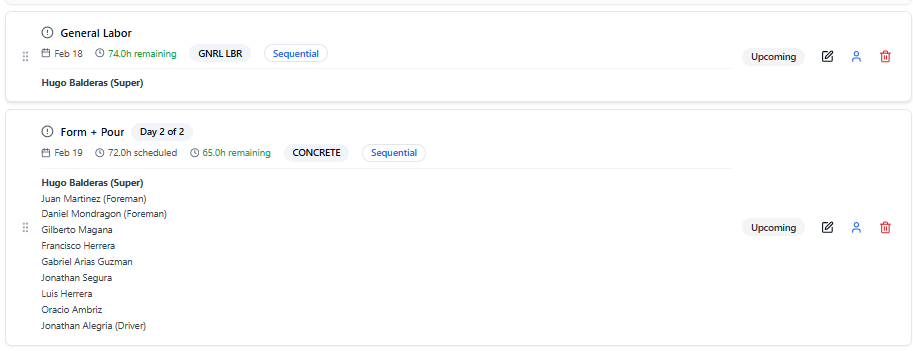 General Labor
Feb 18 74.0h remaining GNRL LBR Sequential
Upcoming
Hugo Balderas (Super)
Form + Pour Day 2 of 2
Feb 19 72.0h scheduled 65.0h remaining CONCRETE Sequential
Hugo Balderas (Super)
Juan Martinez (Foreman)
Daniel Mondragon (Foreman)
Gilberto Magana
Upcoming
Francisco Herrera
Gabriel Arias Guzman
Jonathan Segura
Luis Herrera
Oracio Ambriz
Jonathan Alegria (Driver)